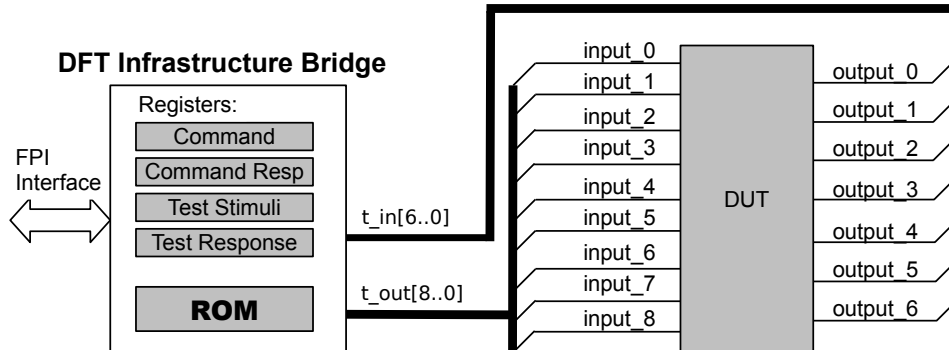 DFT Infrastructure Bridge
Registers:
Command
Command Resp
Test Stimuli
Test Response
ROM
FPI
Interface
t_in[6..0]
t_out[8..0]
input_0
input_1
input_2
input_3
input_4
input_5
input_6
input_7
input_8
DUT
output_0
output_1
output_2
output_3
output_4
output_5
output_6